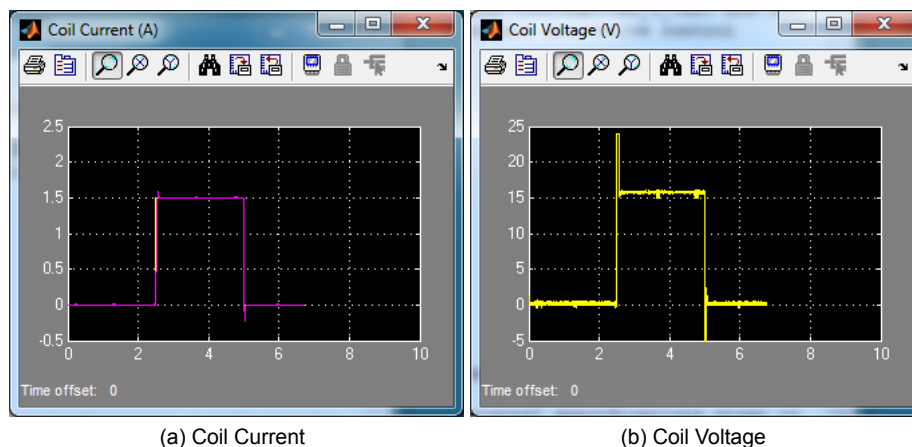 Coil Current (A)
2.5
2
1.5
1
0.5
0
-0.5
0 2 4 6 8 10
Time offset: 0
(a) Coil Current
Coil Voltage (V)
25
20
15
10
5
0
-5
0 2 4 6 8 10
Time offset: 0
(b) Coil Voltage